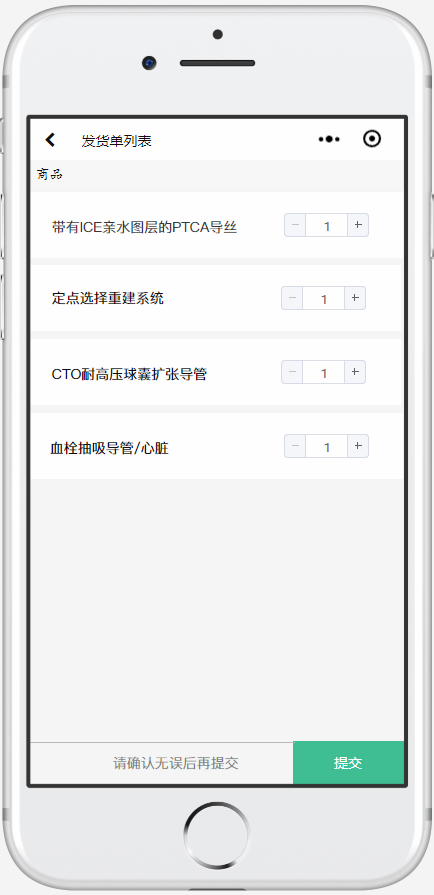 发货单列表
商品
带有ICE亲水图层的PTCA导丝
− 1 +
定点选择重建系统
− 1 +
CTO耐高压球囊扩张导管
− 1 +
血栓抽吸导管/心脏
− 1 +
请确认无误后再提交
提交